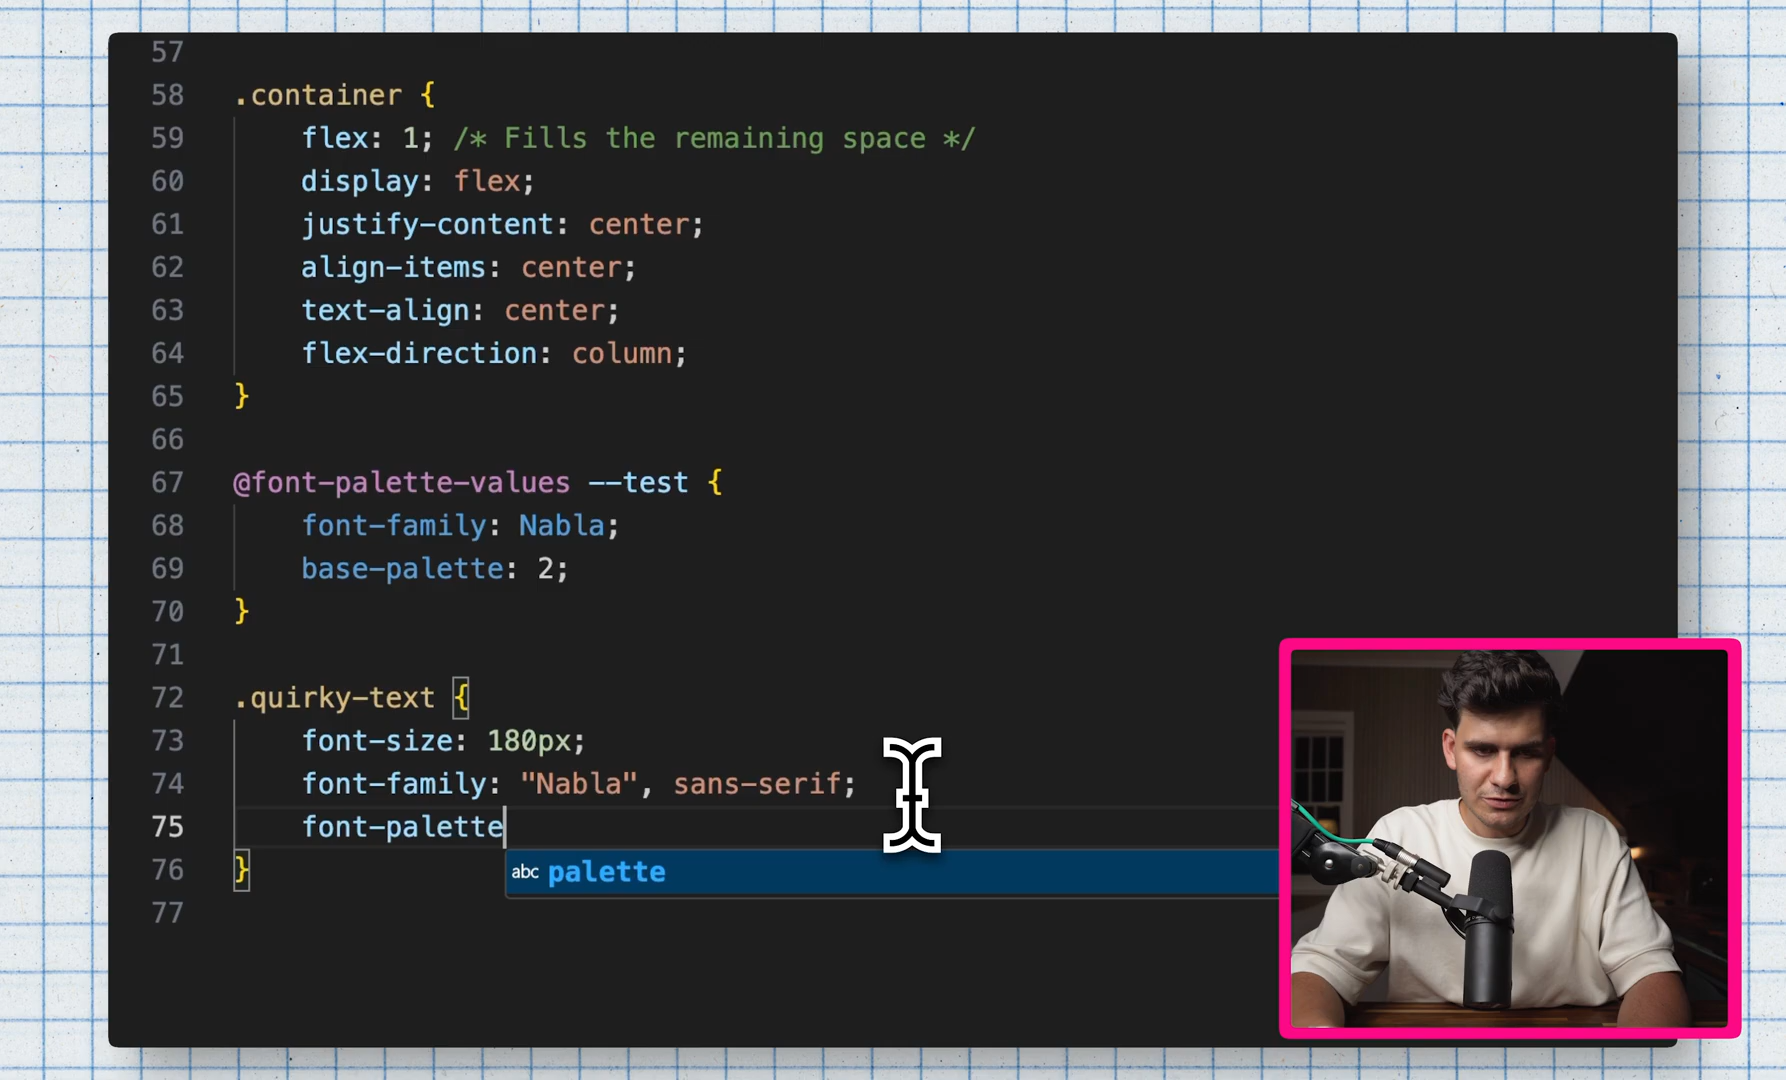 57
58 .container {
59 flex: 1; /* Fills the remaining space */
60 display: flex;
61 justify-content: center;
62 align-items: center;
63 text-align: center;
64 flex-direction: column;
65 }
66
67 @font-palette-values --test {
68 font-family: Nabla;
69 base-palette: 2;
70 }
71
72 .quirky-text {
73 font-size: 180px;
74 font-family: "Nabla", sans-serif;
75 font-palette
76 }
abc palette
77